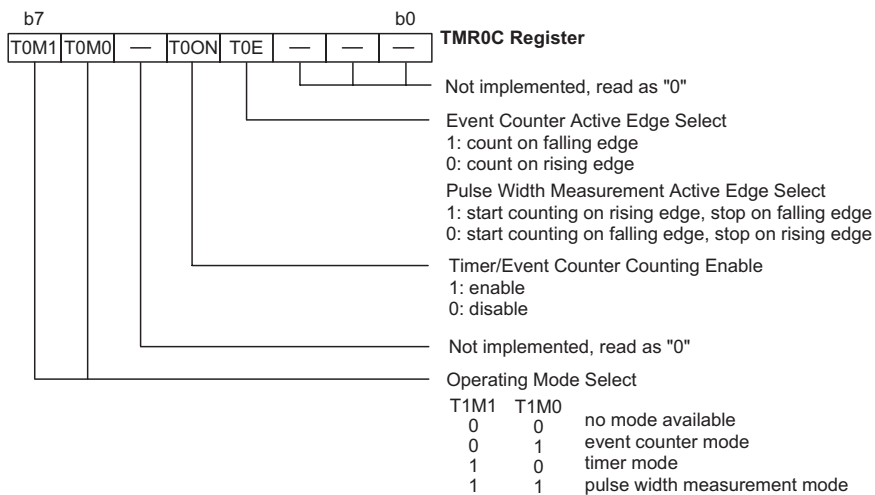 b7 b0
T0M1 T0M0 — T0ON T0E — — —
TMR0C Register
Not implemented, read as "0"
Event Counter Active Edge Select
1: count on falling edge
0: count on rising edge
Pulse Width Measurement Active Edge Select
1: start counting on rising edge, stop on falling edge
0: start counting on falling edge, stop on rising edge
Timer/Event Counter Counting Enable
1: enable
0: disable
Not implemented, read as "0"
Operating Mode Select
T1M1 T1M0
0 0 no mode available
0 1 event counter mode
1 0 timer mode
1 1 pulse width measurement mode